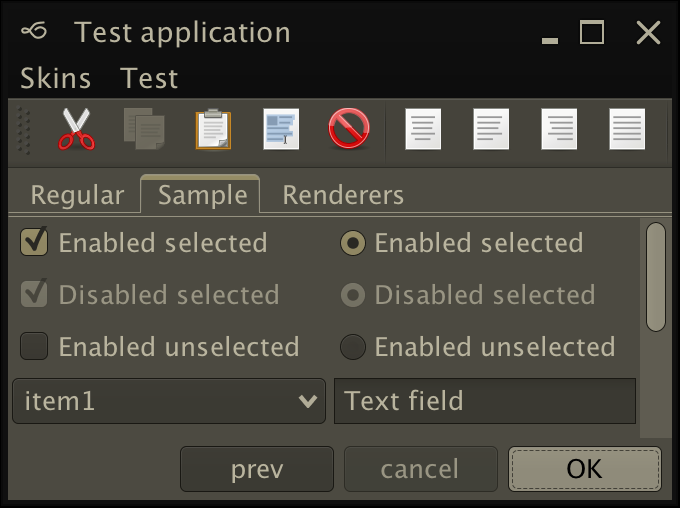 Test application
Skins Test
Regular Sample Renderers
Enabled selected Enabled selected
Disabled selected Disabled selected
Enabled unselected Enabled unselected
item1 Text field
prev cancel OK